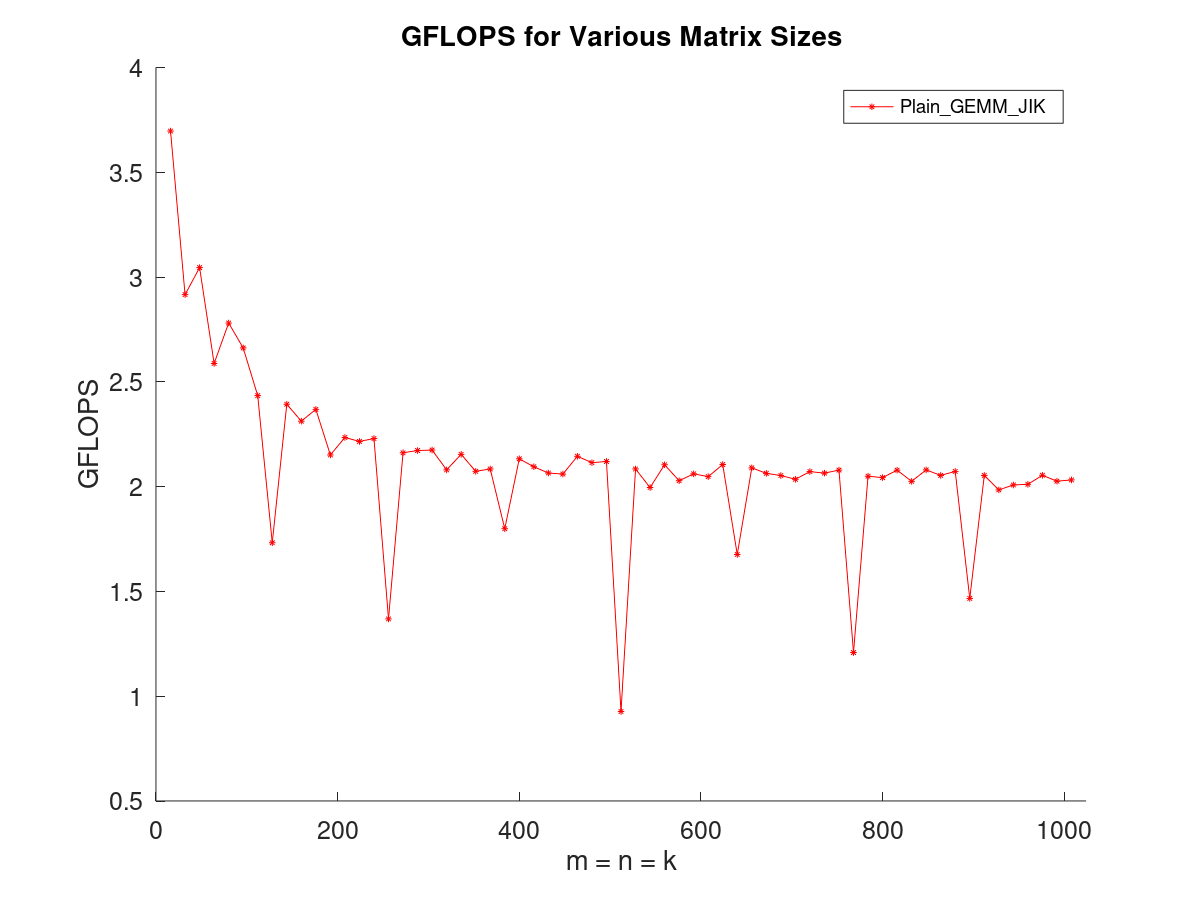 GFLOPS for Various Matrix Sizes
4
Plain_GEMM_JIK
3.5
3
2.5
GFLOPS
2
1.5
1
0.5
0 200 400 600 800 1000
m = n = k